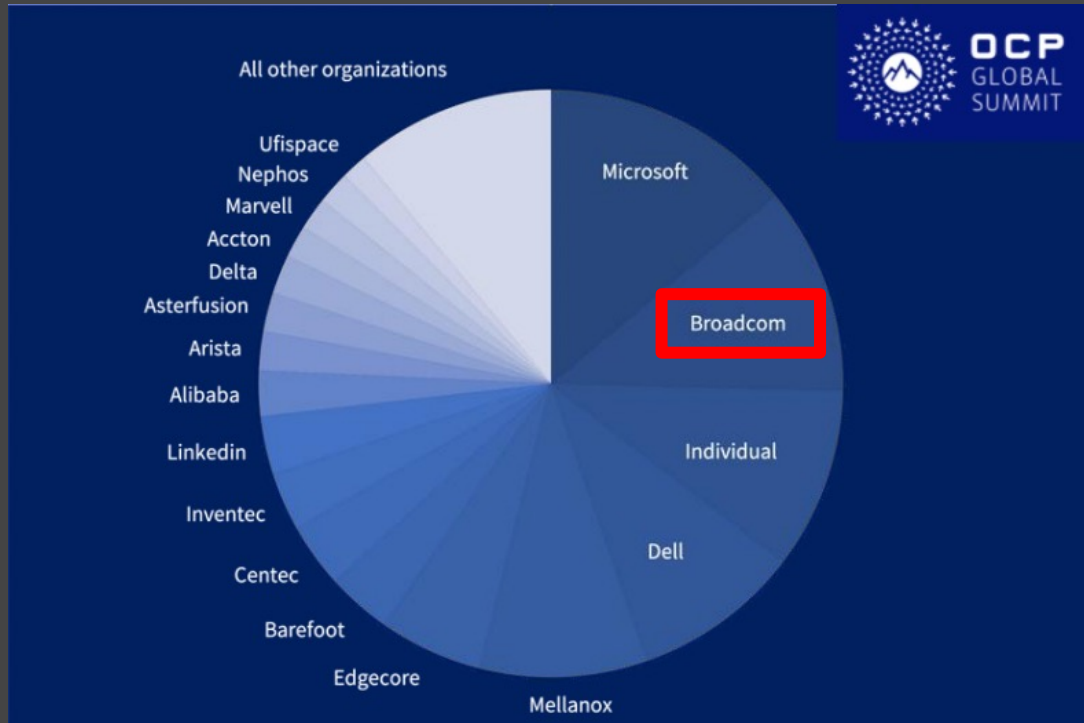 OCP
GLOBAL
SUMMIT
All other organizations
Ufispace
Nephos
Marvell
Accton
Delta
Asterfusion
Arista
Alibaba
Linkedin
Inventec
Centec
Barefoot
Edgecore
Mellanox
Microsoft
Broadcom
Individual
Dell